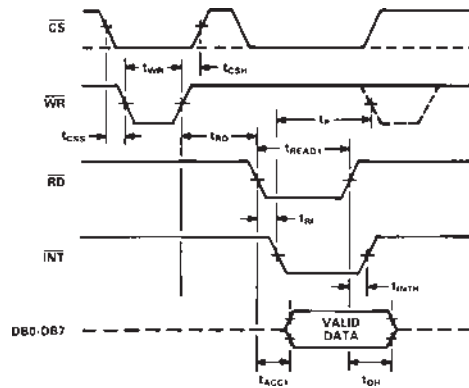 CS
tWR
tCSH
WR
tP
tCSS
tRD
tREAD1
RD
tRI
INT
tINTH
DB0-DB7
VALID
DATA
tACC1
tDH